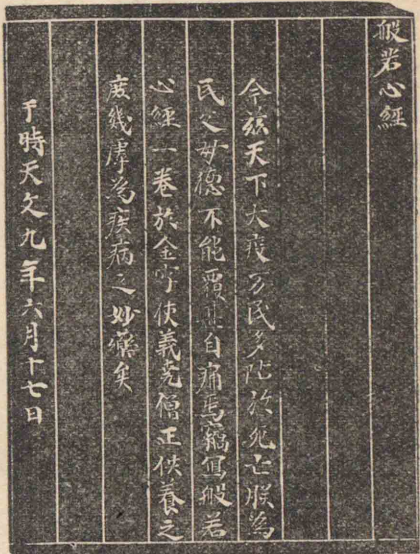 般若心経
今茲天下大疫万民多阽於死亡朕為
民父母徳不能覆甚自痛焉竊写般若
心経一巻於金字使義尭僧正供養之
庶幾虖為疾病之妙薬矣
于時天文九年六月十七日